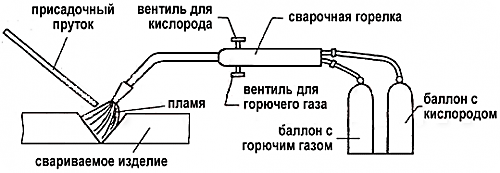 присадочный
пруток
вентиль для
кислорода
сварочная горелка
пламя
вентиль для
горючего газа
баллон с
кислородом
баллон с
горючим газом
свариваемое изделие